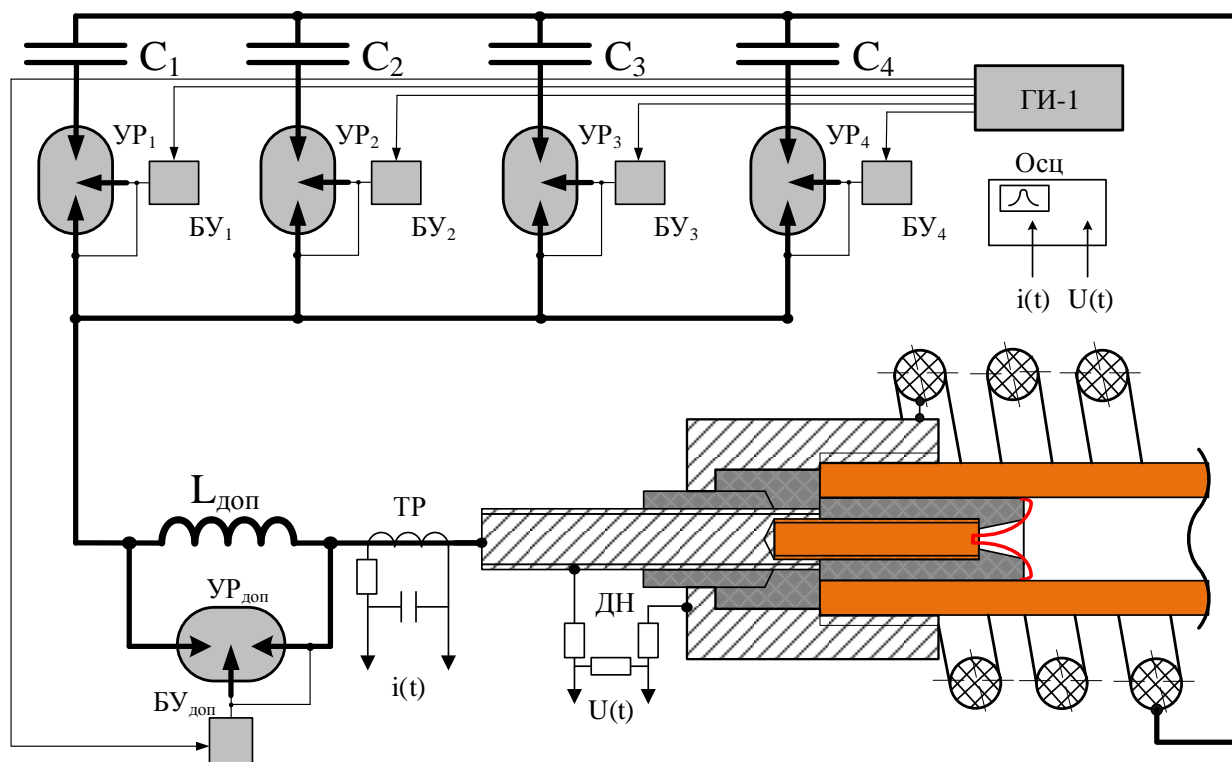 C₁
C₂
C₃
C₄
ГИ-1
УР₁
УР₂
УР₃
УР₄
Осц
БУ₁
БУ₂
БУ₃
БУ₄
i(t)
U(t)
Lдоп
ТР
УРдоп
ДН
i(t)
БУдоп
U(t)